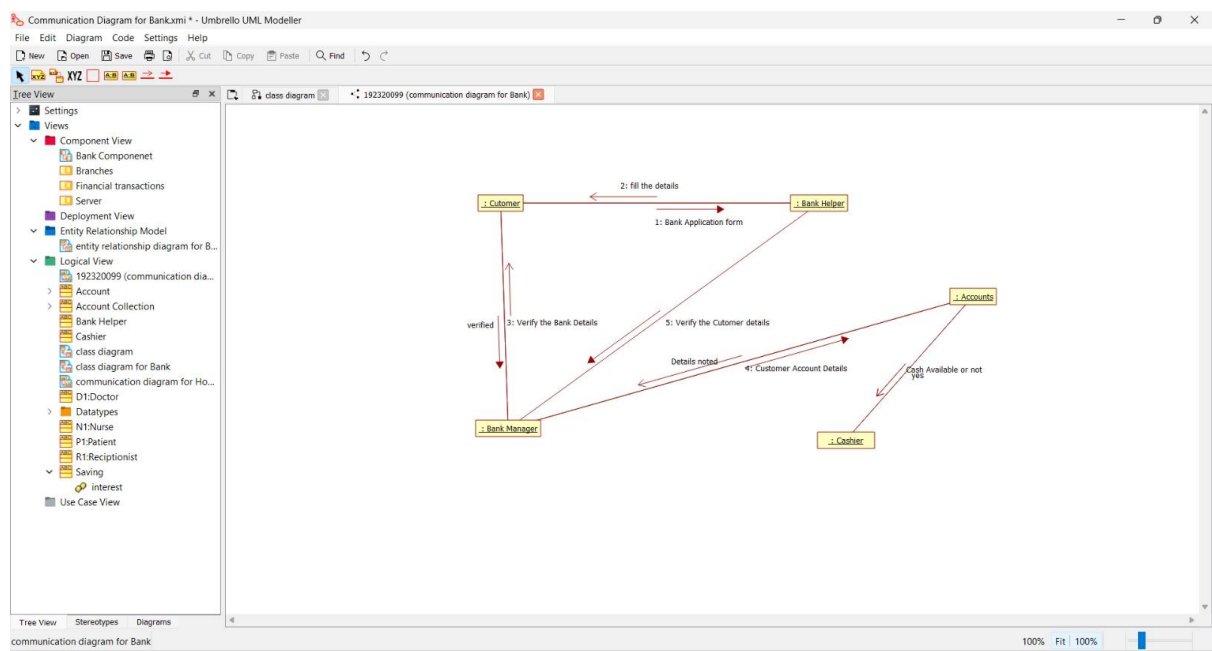 Communication Diagram for Bank.xmi * - Umbrello UML Modeller
File Edit Diagram Code Settings Help
New Open Save Cut Copy Paste Find
XYZ XYZ A:B A:B
Tree View
class diagram
192320099 (communication diagram for Bank)
Settings
Views
Component View
Bank Componenet
Branches
Financial transactions
Server
Deployment View
Entity Relationship Model
entity relationship diagram for B...
Logical View
192320099 (communication dia...
Account
Account Collection
Bank Helper
Cashier
class diagram
class diagram for Bank
communication diagram for Ho...
D1:Doctor
Datatypes
N1:Nurse
P1:Patient
R1:Reciptionist
Saving
interest
Use Case View
Tree View Stereotypes Diagrams
communication diagram for Bank
2: fill the details
: Cutomer
: Bank Helper
1: Bank Application form
: Accounts
verified
3: Verify the Bank Details
5: Verify the Cutomer details
Details noted
4: Customer Account Details
Cash Available or not
yes
: Bank Manager
: Cashier
100% Fit 100%